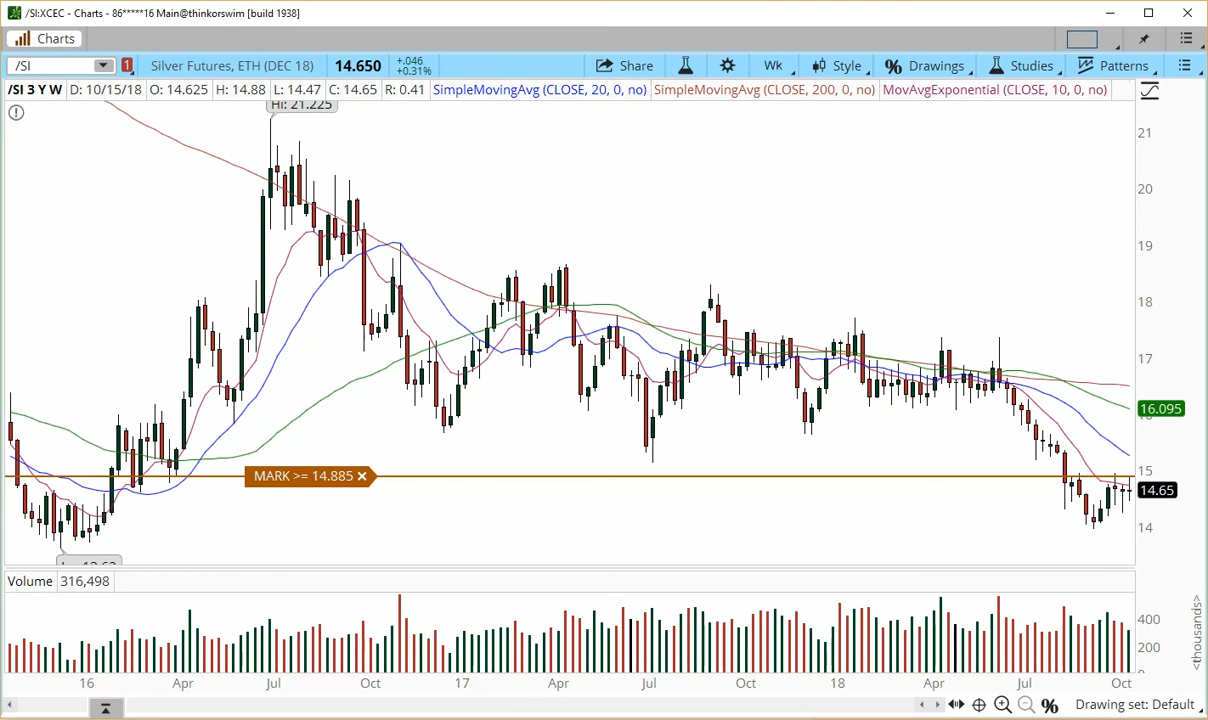 /SI:XCEC - Charts - 86*****16 Main@thinkorswim [build 1938]
Charts
/SI 1 Silver Futures, ETH (DEC 18) 14.650 +.046 +0.31% Share Wk Style % Drawings Studies Patterns
/SI 3 Y W D: 10/15/18 O: 14.625 H: 14.88 L: 14.47 C: 14.65 R: 0.41 SimpleMovingAvg (CLOSE, 20, 0, no) SimpleMovingAvg (CLOSE, 200, 0, no) MovAvgExponential (CLOSE, 10, 0, no)
Hi: 21.225
21
20
19
18
17
16.095
15
MARK >= 14.885 ×
14.65
14
Volume 316,498
400
200
<thousands>
16 Apr Jul Oct 17 Apr Jul Oct 18 Apr Jul Oct
% Drawing set: Default